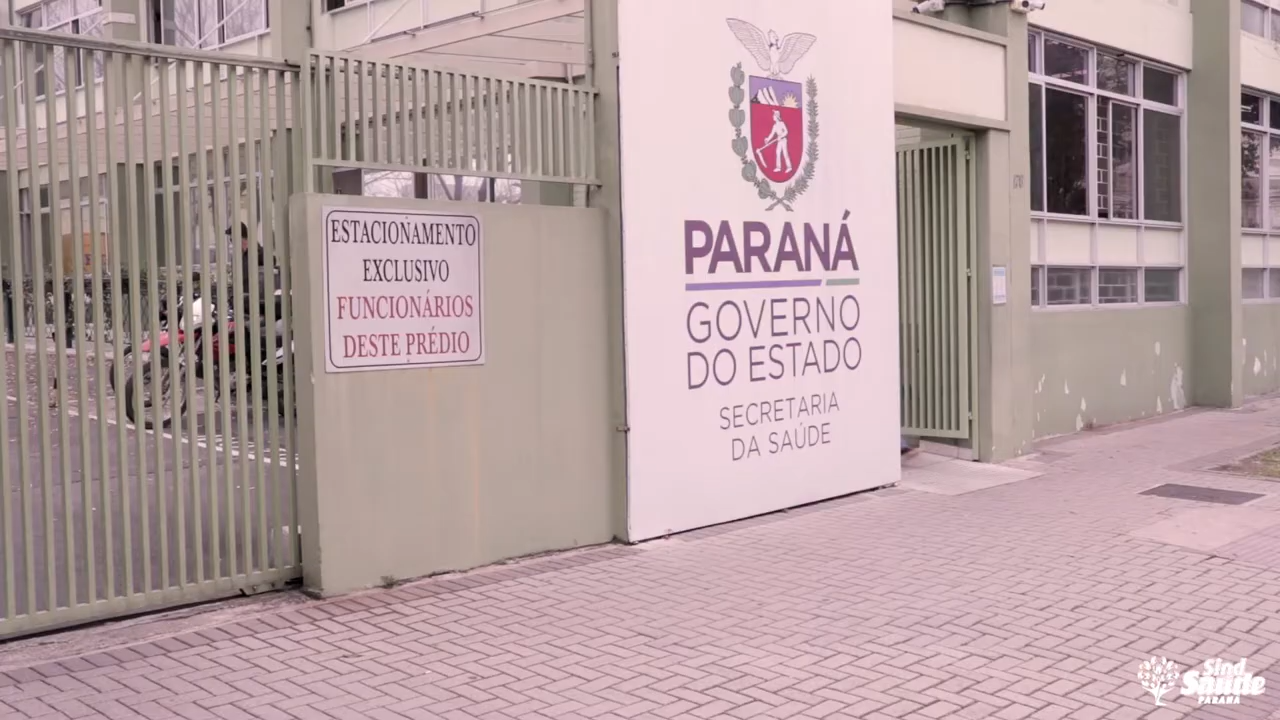 ESTACIONAMENTO
EXCLUSIVO
FUNCIONÁRIOS
DESTE PRÉDIO
PARANÁ
GOVERNO
DO ESTADO
SECRETARIA
DA SAÚDE
Sind
Saúde
PARANÁ